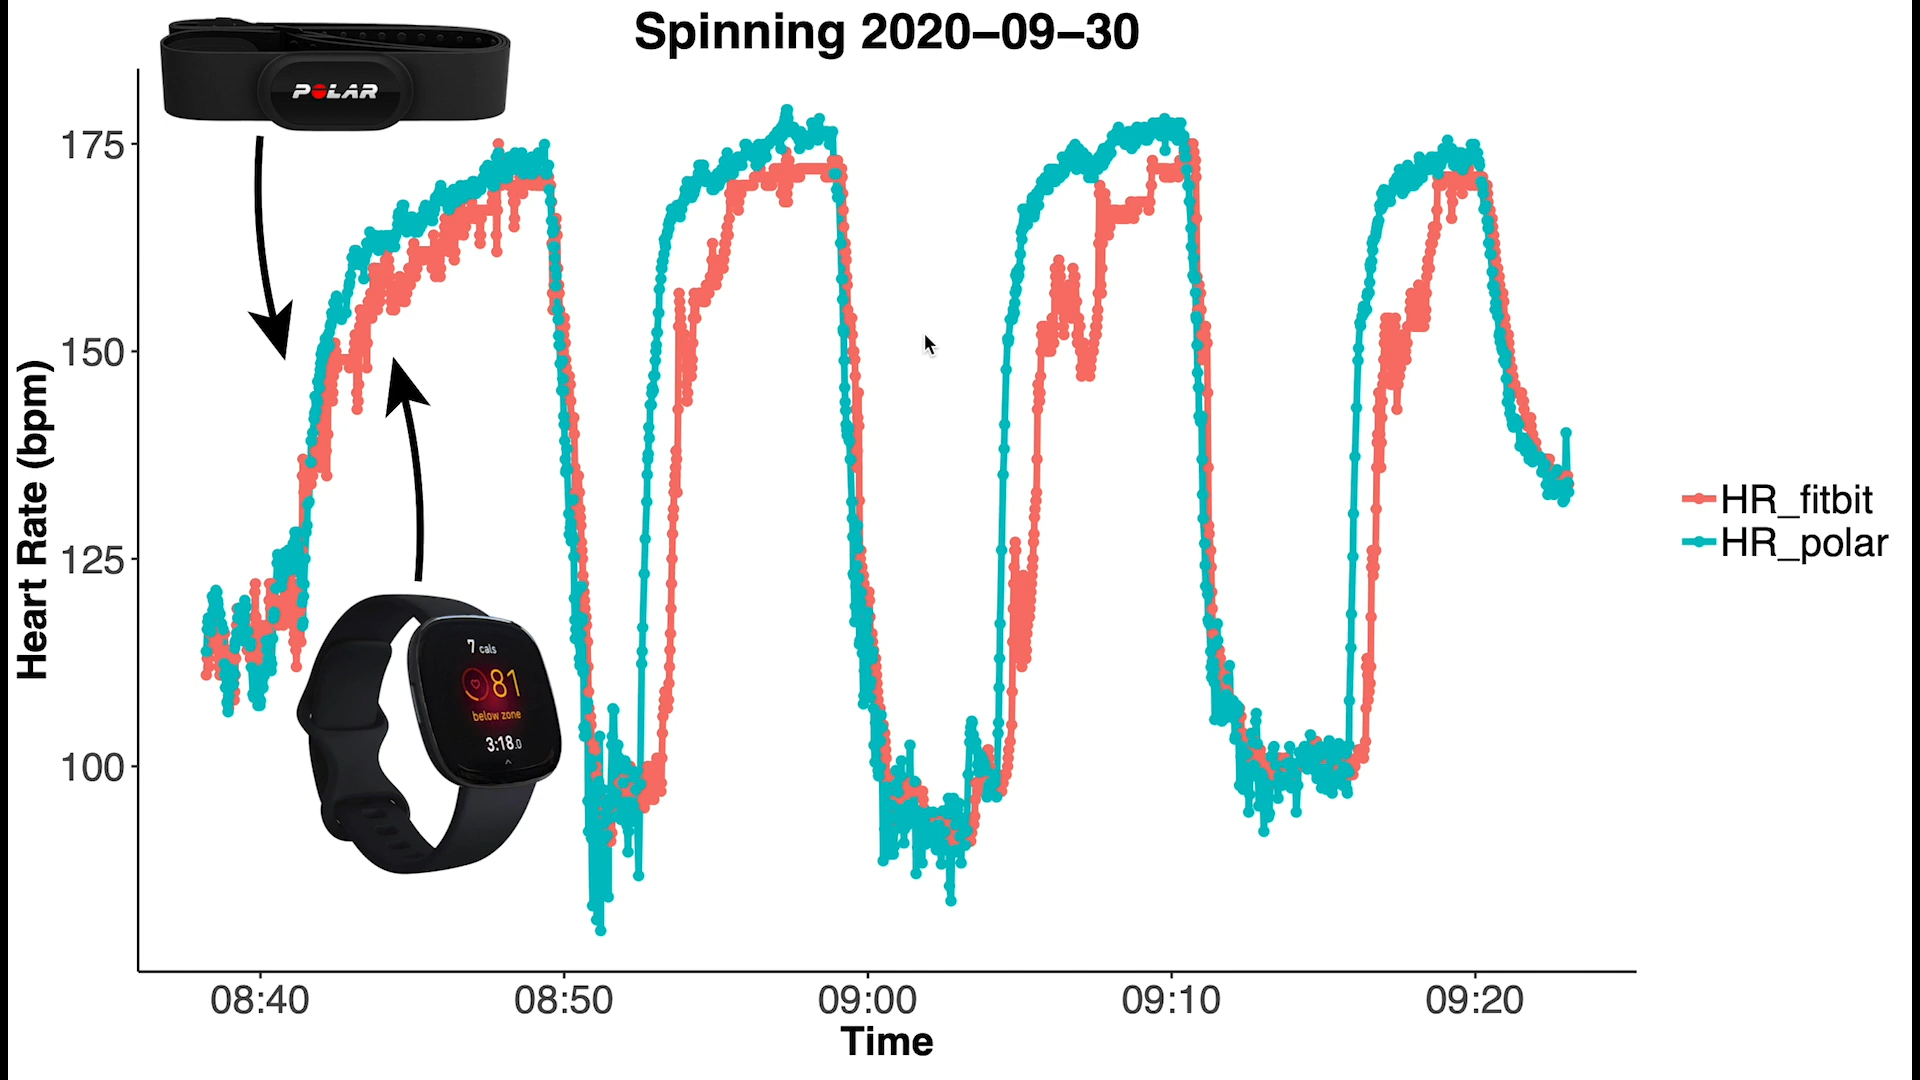 Spinning 2020–09–30
POLAR
175
150
125
100
Heart Rate (bpm)
7 cals
81
below zone
3:18.0
HR_fitbit
HR_polar
08:40
08:50
09:00
09:10
09:20
Time